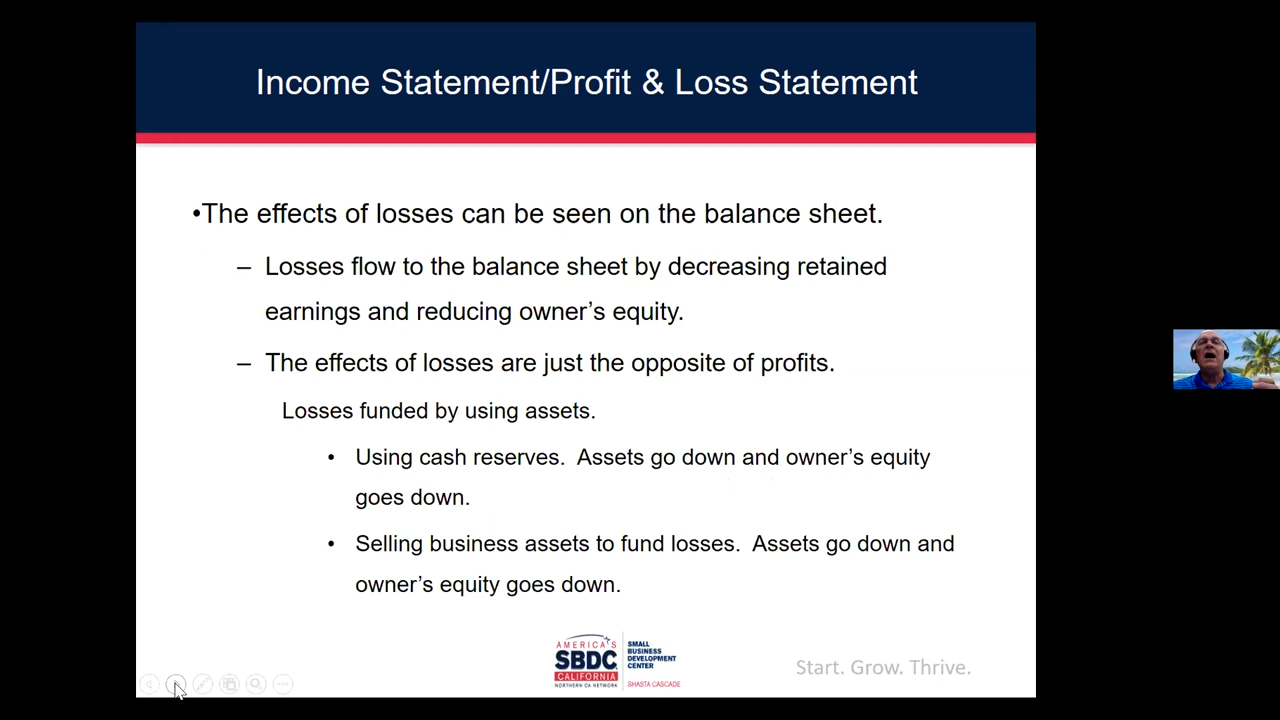 Income Statement/Profit & Loss Statement
•The effects of losses can be seen on the balance sheet.
– Losses flow to the balance sheet by decreasing retained
earnings and reducing owner’s equity.
– The effects of losses are just the opposite of profits.
Losses funded by using assets.
• Using cash reserves.  Assets go down and owner’s equity
goes down.
• Selling business assets to fund losses.  Assets go down and
owner’s equity goes down.
AMERICA'S
SBDC
CALIFORNIA
NORTHERN CA NETWORK
SMALL
BUSINESS
DEVELOPMENT
CENTER
SHASTA CASCADE
Start. Grow. Thrive.